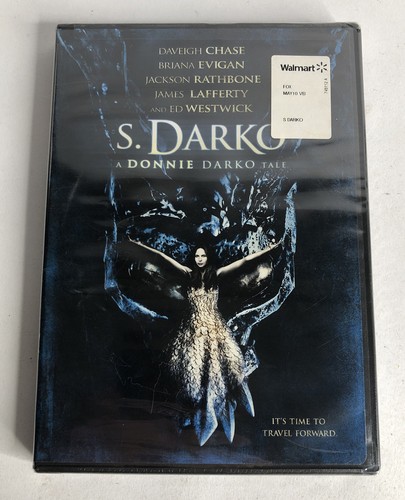 DAVEIGH CHASE
BRIANA EVIGAN
JACKSON RATHBONE
JAMES LAFFERTY
AND ED WESTWICK
Walmart
FOX
S DARKO
S. DARKO
A DONNIE DARKO TALE
IT'S TIME TO
TRAVEL FORWARD.